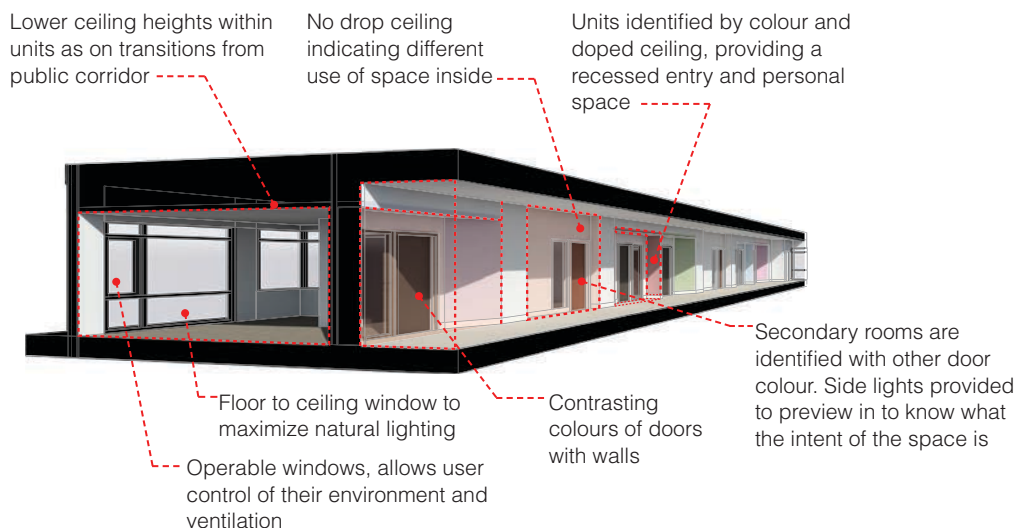 Lower ceiling heights within
units as on transitions from
public corridor
No drop ceiling
indicating different
use of space inside
Units identified by colour and
doped ceiling, providing a
recessed entry and personal
space
Secondary rooms are
identified with other door
colour. Side lights provided
to preview in to know what
the intent of the space is
Floor to ceiling window to
maximize natural lighting
Contrasting
colours of doors
with walls
Operable windows, allows user
control of their environment and
ventilation